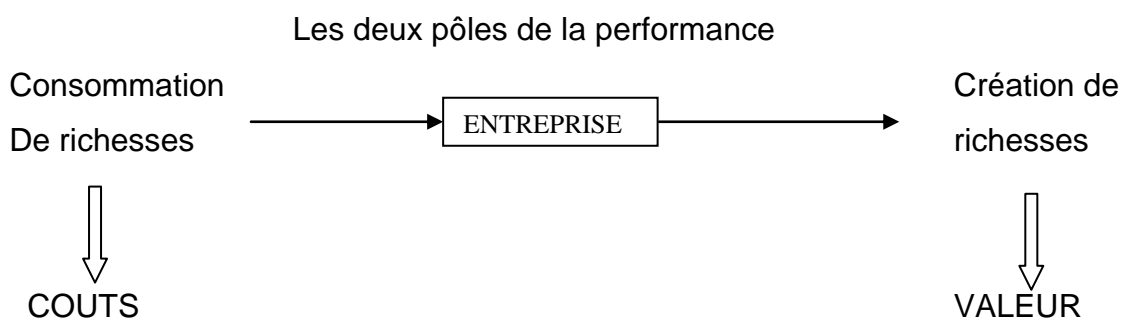 Les deux pôles de la performance
Consommation
De richesses
ENTREPRISE
Création de
richesses
COUTS
VALEUR